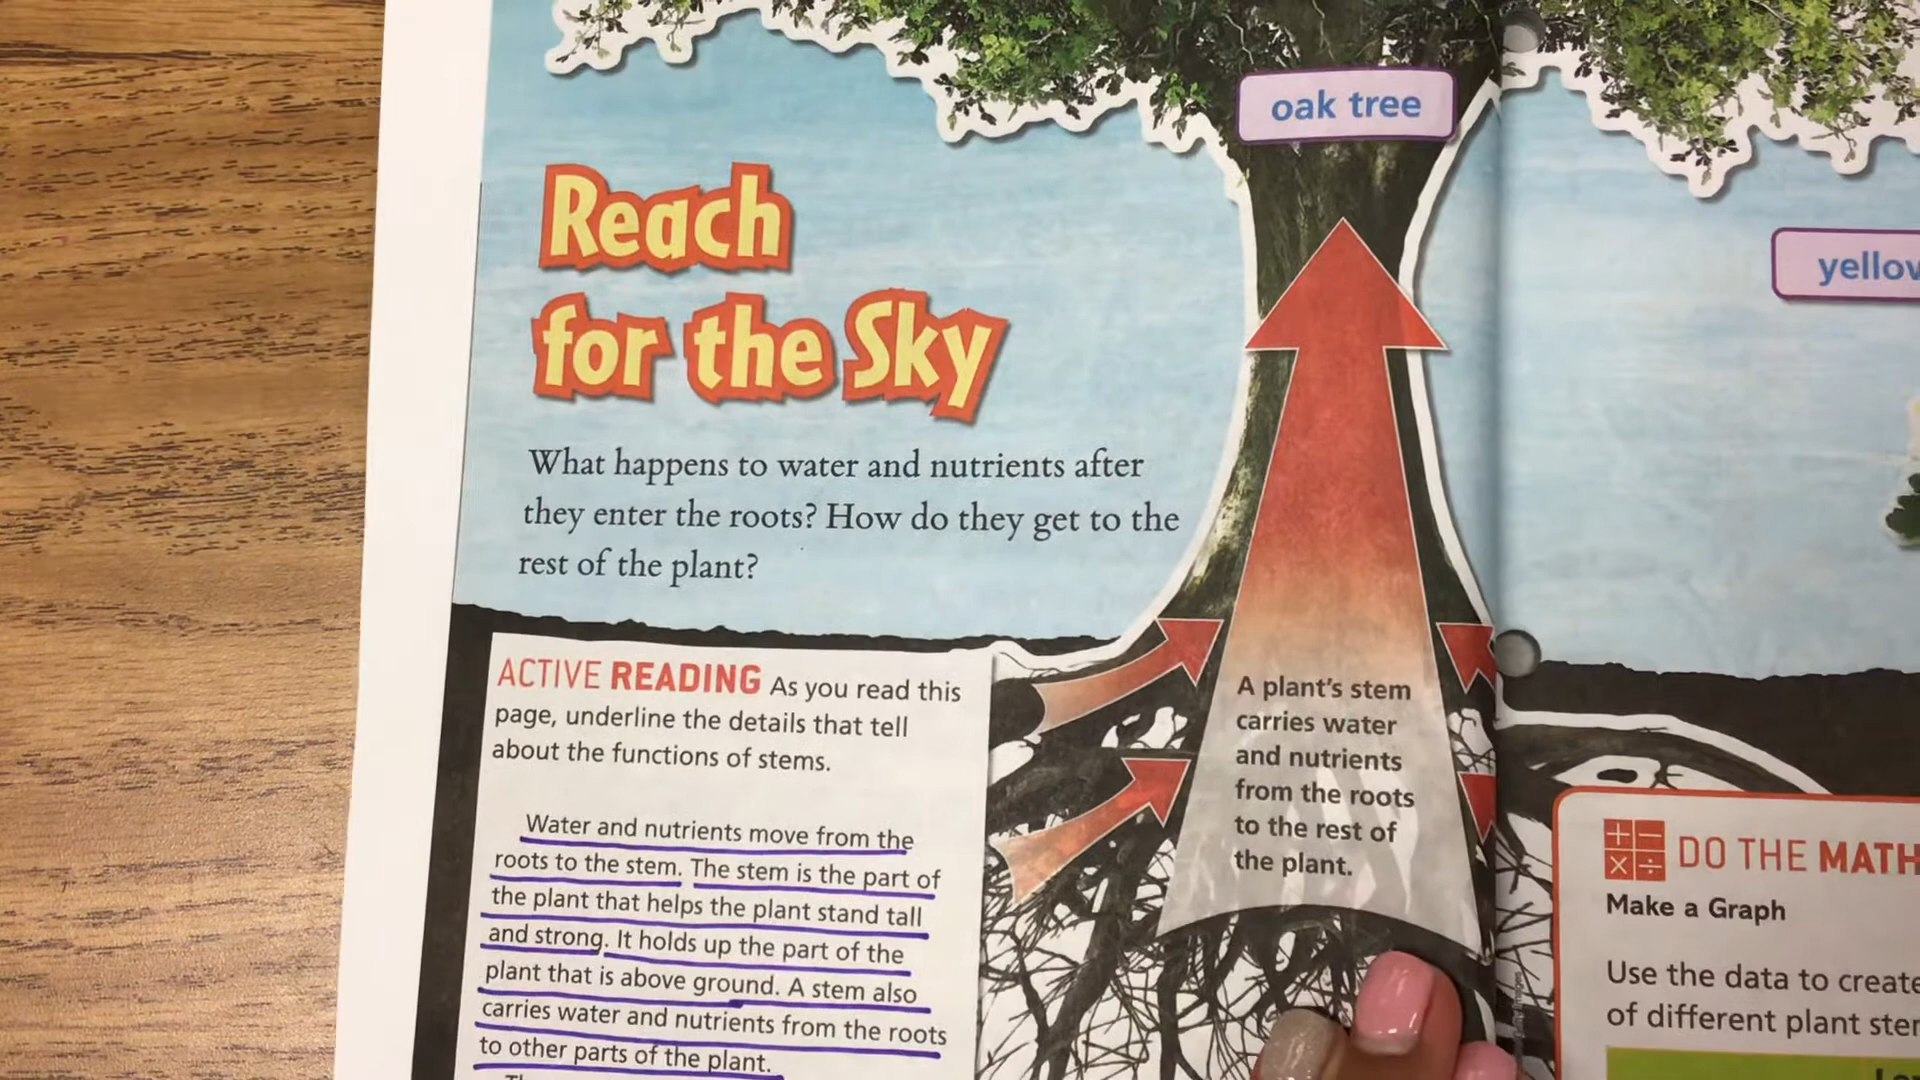 oak tree
Reach
for the Sky
What happens to water and nutrients after
they enter the roots? How do they get to the
rest of the plant?
ACTIVE READING As you read this
page, underline the details that tell
about the functions of stems.
Water and nutrients move from the
roots to the stem. The stem is the part of
the plant that helps the plant stand tall
and strong. It holds up the part of the
plant that is above ground. A stem also
carries water and nutrients from the roots
to other parts of the plant.
A plant's stem
carries water
and nutrients
from the roots
to the rest of
the plant.
DO THE MATH
Make a Graph
Use the data to create
of different plant